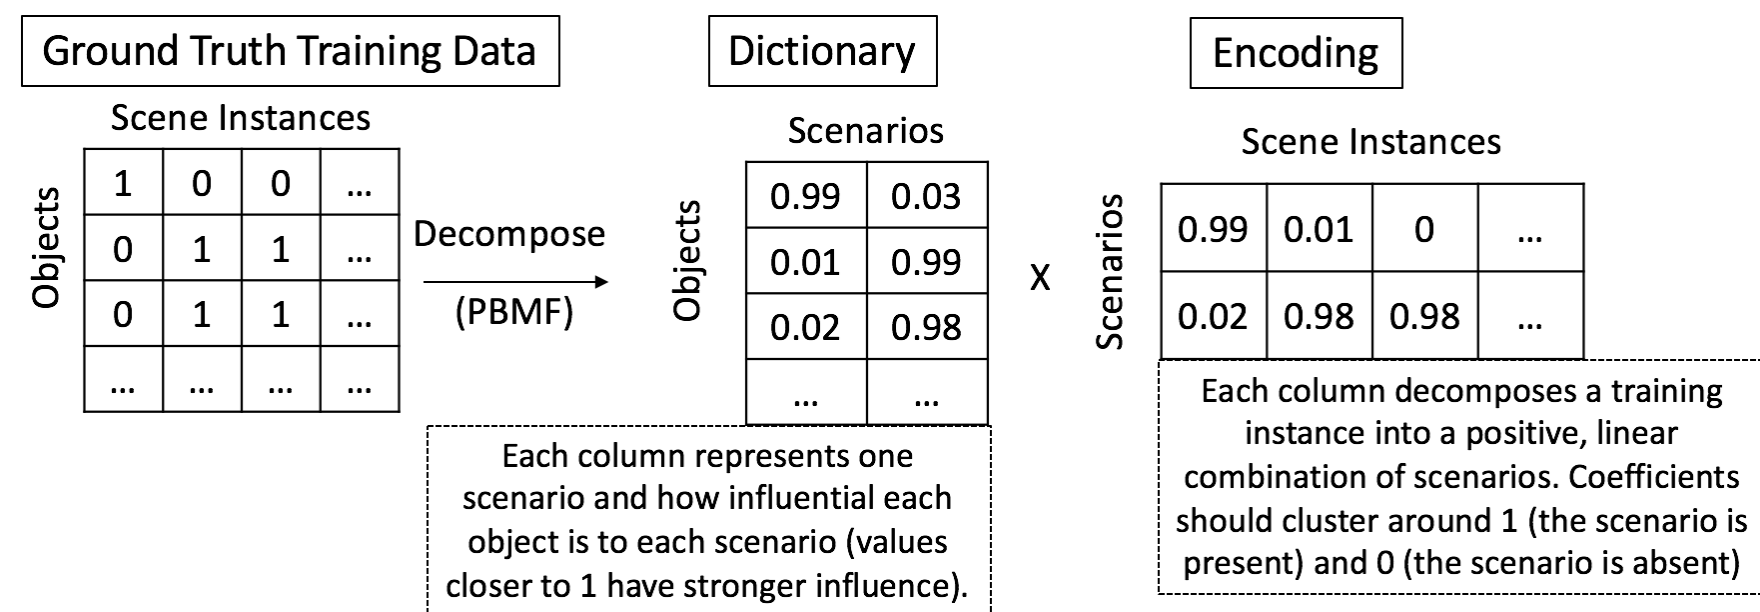 Ground Truth Training Data
Scene Instances
Objects
1 0 0 ...
0 1 1 ...
0 1 1 ...
... ... ... ...
Decompose
(PBMF)
Dictionary
Scenarios
Objects
0.99 0.03
0.01 0.99
0.02 0.98
... ...
Each column represents one
scenario and how influential each
object is to each scenario (values
closer to 1 have stronger influence).
X
Encoding
Scene Instances
Scenarios
0.99 0.01 0 ...
0.02 0.98 0.98 ...
Each column decomposes a training
instance into a positive, linear
combination of scenarios. Coefficients
should cluster around 1 (the scenario is
present) and 0 (the scenario is absent)